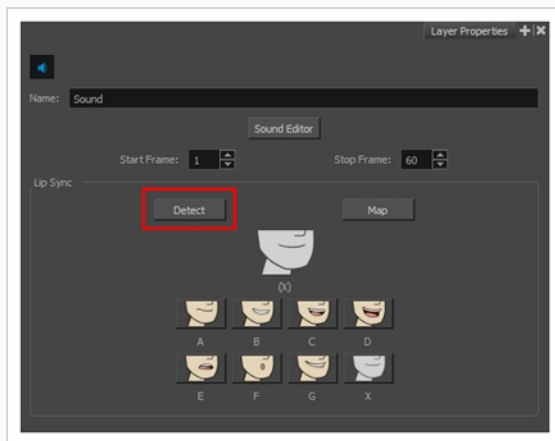 Layer Properties
Name: Sound
Sound Editor
Start Frame: 1 Stop Frame: 60
Lip Sync
Detect Map
(X)
A B C D
E F G X